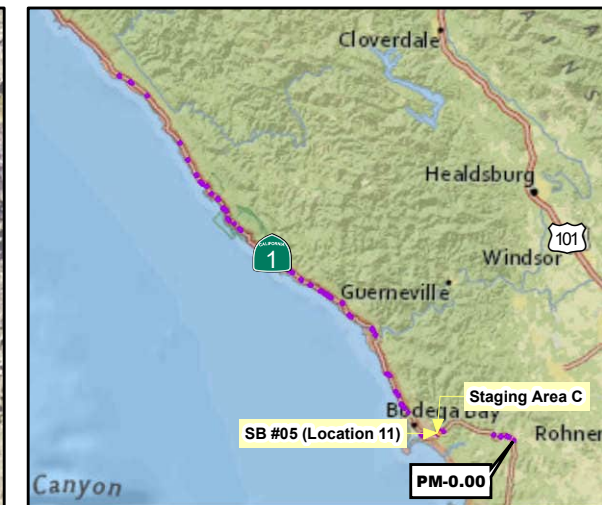 Cloverdale
Healdsburg
101
Windsor
CALIFORNIA
1
Guerneville
Staging Area C
Bodega Bay
SB #05 (Location 11)
Rohner
PM-0.00
Canyon